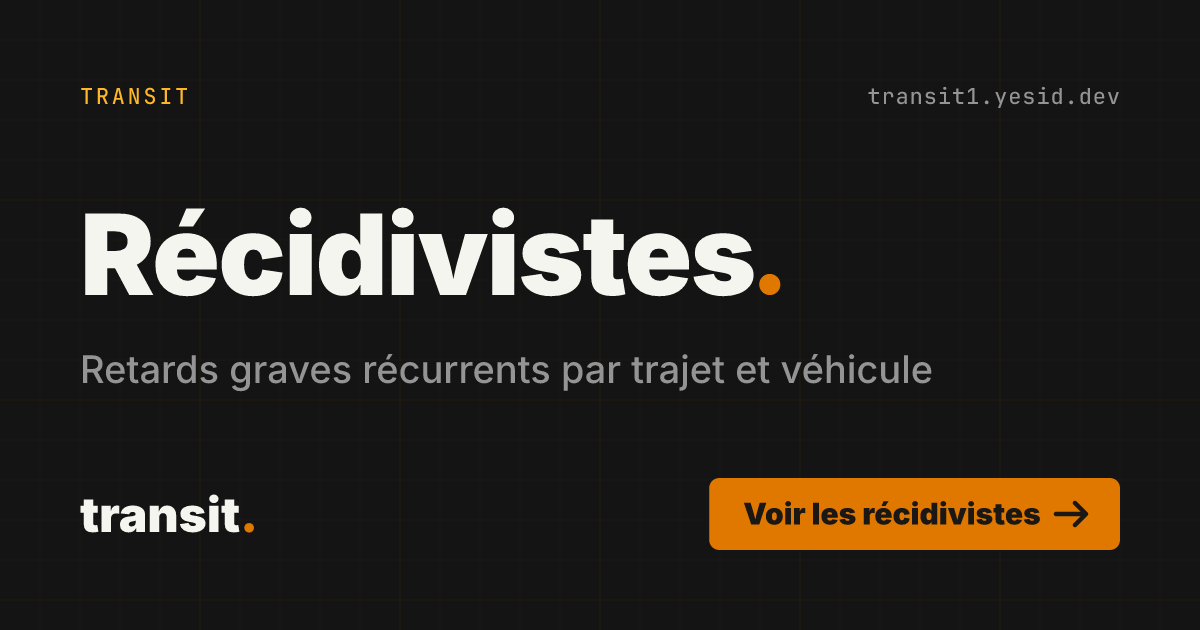 TRANSIT
transit1.yesid.dev
Récidivistes.
Retards graves récurrents par trajet et véhicule
transit.
Voir les récidivistes →